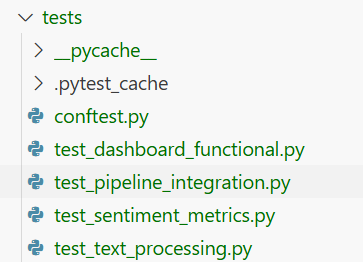 tests
__pycache__
.pytest_cache
conftest.py
test_dashboard_functional.py
test_pipeline_integration.py
test_sentiment_metrics.py
test_text_processing.py